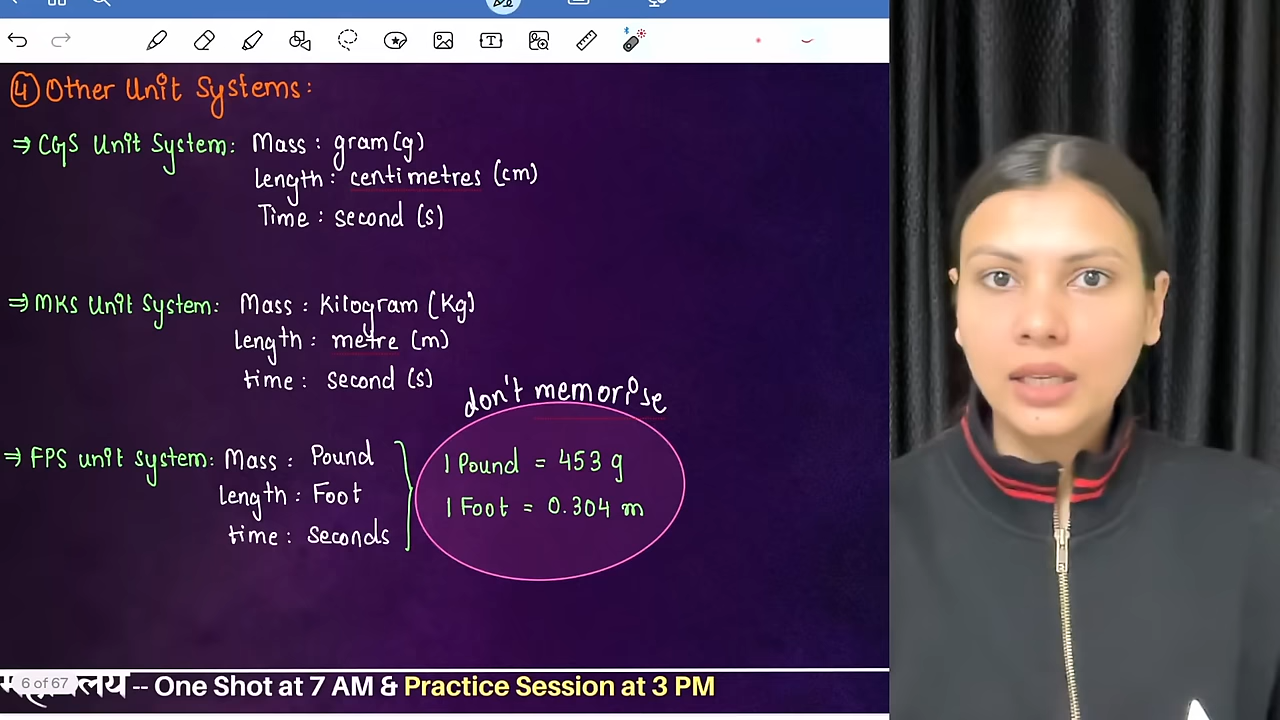 ④ Other Unit Systems:
⇒ CGS Unit System: Mass: gram (g)
Length: centimetres (cm)
Time: second (s)
⇒ MKS Unit System: Mass: Kilogram (Kg)
Length: metre (m)
time: second (s)
don't memorise
⇒ FPS unit system: Mass: Pound
Length: Foot
time: Seconds
1 Pound = 453 g
1 Foot = 0.304 m
6 of 67
-- One Shot at 7 AM & Practice Session at 3 PM